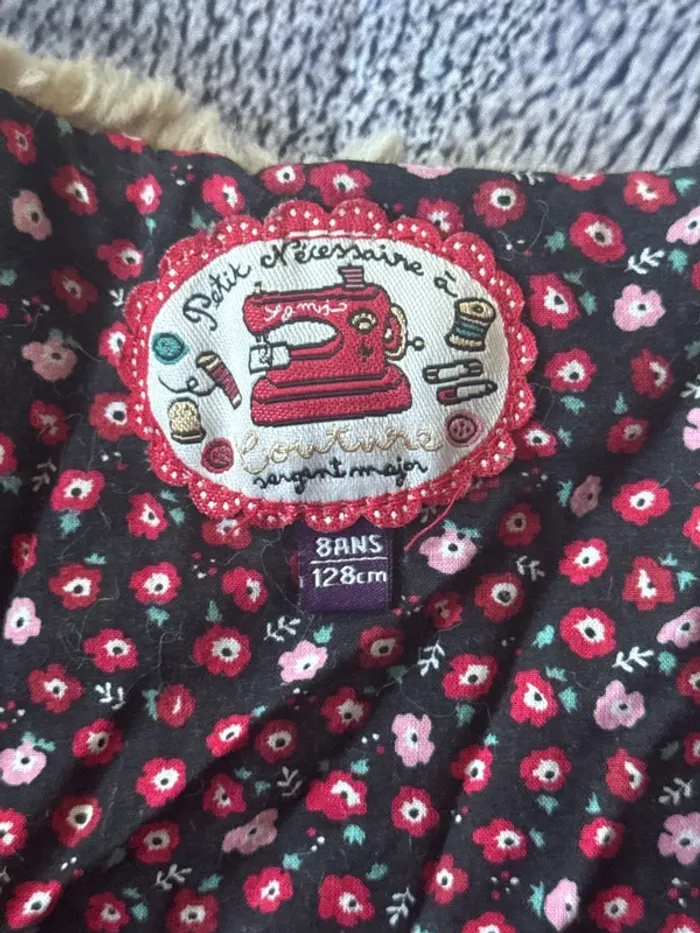 Petit Nécessaire à
S.a.m.j
Couture
sergent major
8ANS
128cm